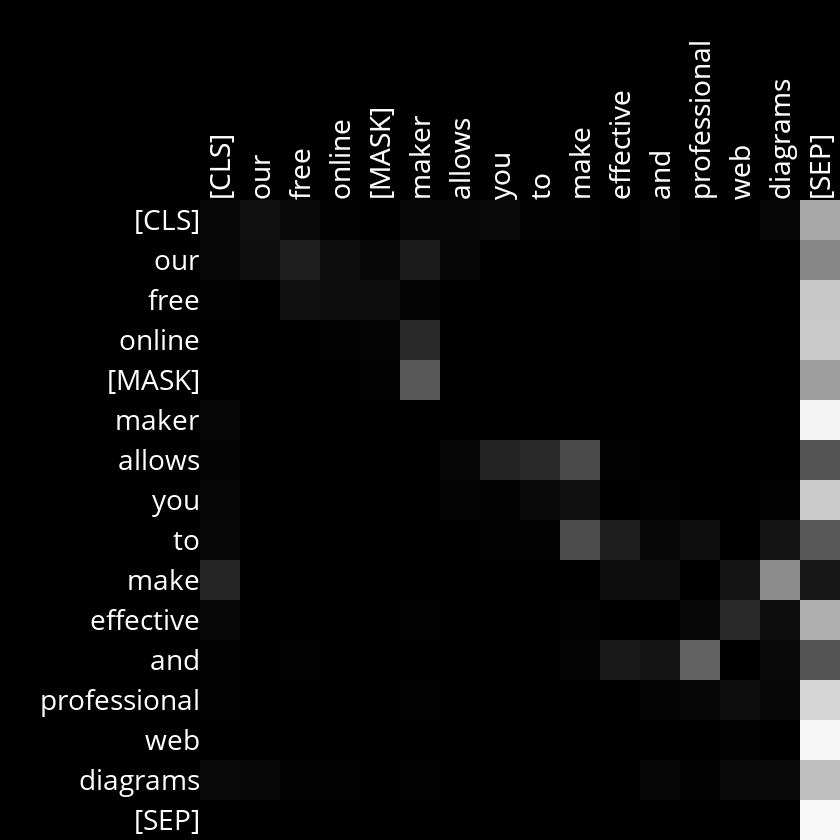 [CLS] our free online [MASK] maker allows you to make effective and professional web diagrams [SEP]
[CLS]
our
free
online
[MASK]
maker
allows
you
to
make
effective
and
professional
web
diagrams
[SEP]